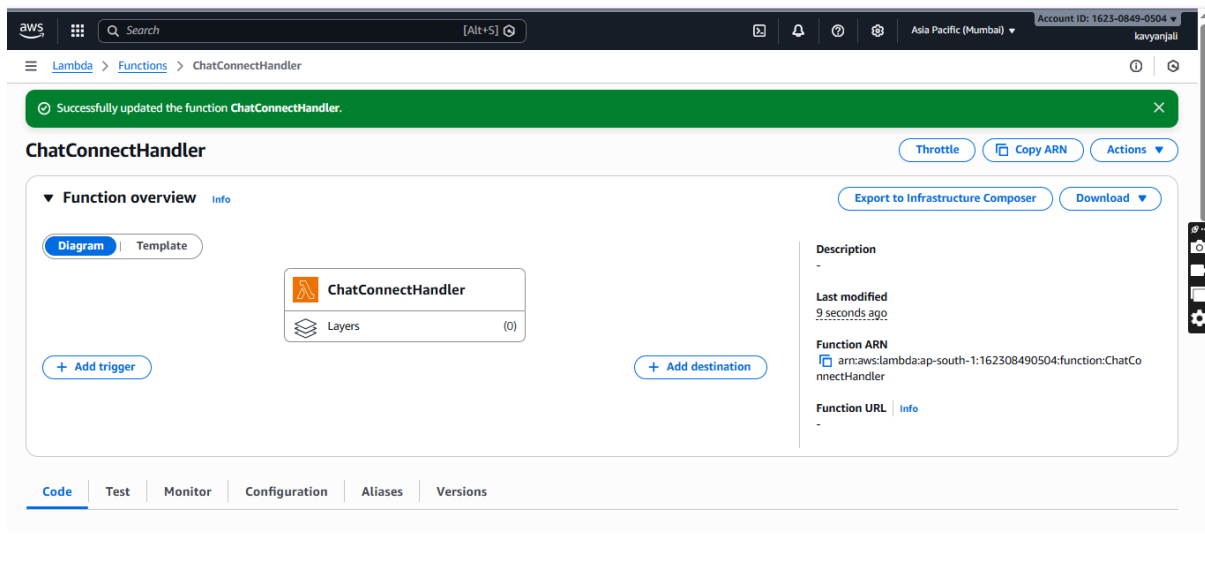 aws
Search
[Alt+S]
Asia Pacific (Mumbai) ▼
Account ID: 1623-0849-0504 ▼
kavyanjali
Lambda > Functions > ChatConnectHandler
Successfully updated the function ChatConnectHandler.
ChatConnectHandler
Throttle
Copy ARN
Actions ▼
▼ Function overview Info
Export to Infrastructure Composer
Download ▼
Diagram
Template
ChatConnectHandler
Layers (0)
+ Add trigger
+ Add destination
Description
-
Last modified
9 seconds ago
Function ARN
arn:aws:lambda:ap-south-1:162308490504:function:ChatCo
nnectHandler
Function URL Info
-
Code
Test
Monitor
Configuration
Aliases
Versions